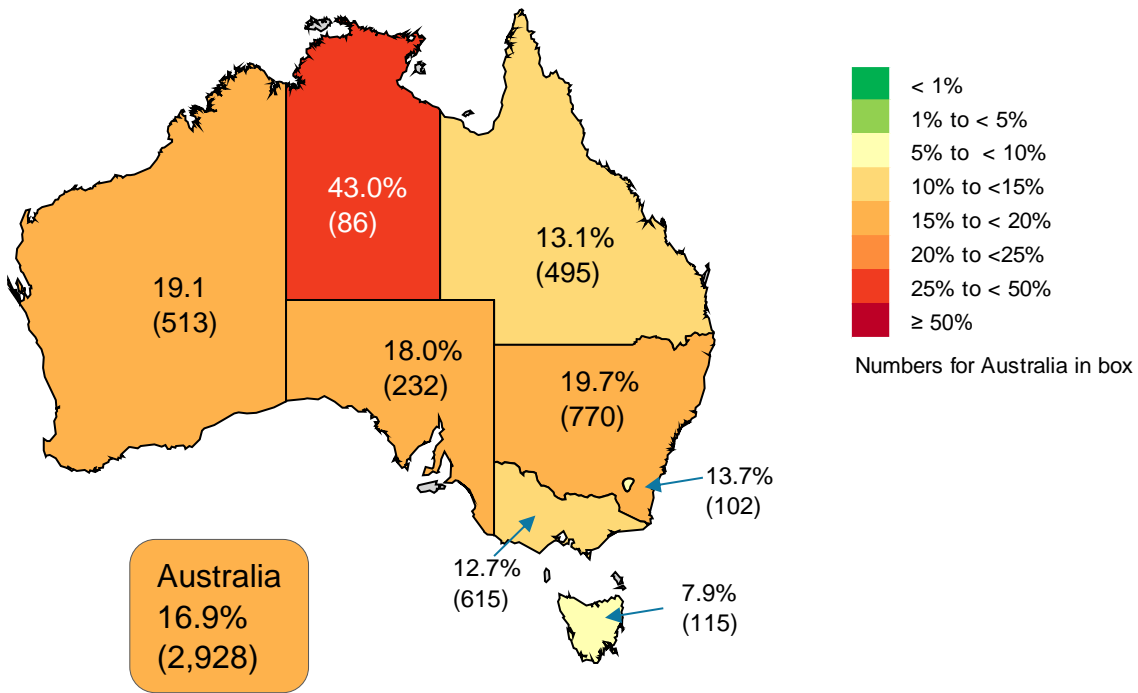 43.0%
(86)
13.1%
(495)
19.1
(513)
18.0%
(232)
19.7%
(770)
13.7%
(102)
12.7%
(615)
7.9%
(115)
Australia
16.9%
(2,928)
< 1%
1% to < 5%
5% to < 10%
10% to <15%
15% to < 20%
20% to <25%
25% to < 50%
≥ 50%
Numbers for Australia in box